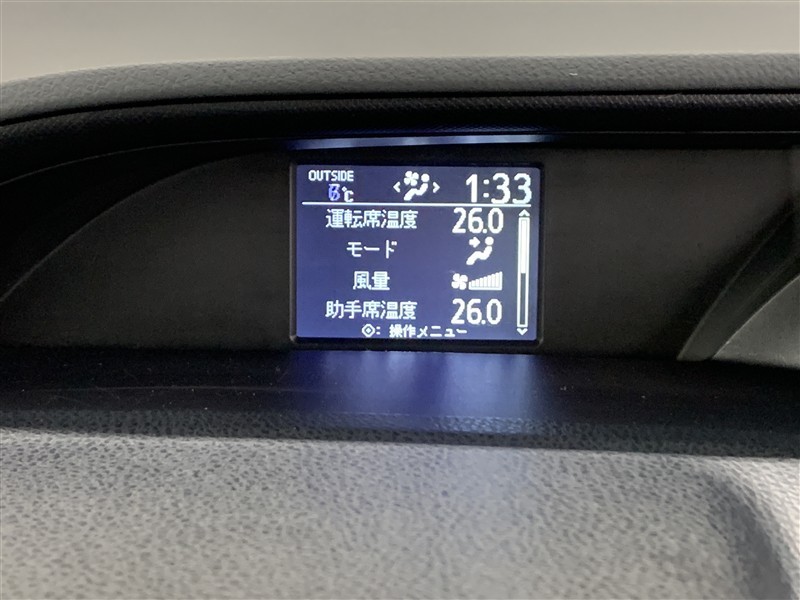 OUTSIDE
℃
1:33
運転席温度 26.0
モード
風量
助手席温度 26.0
: 操作メニュー